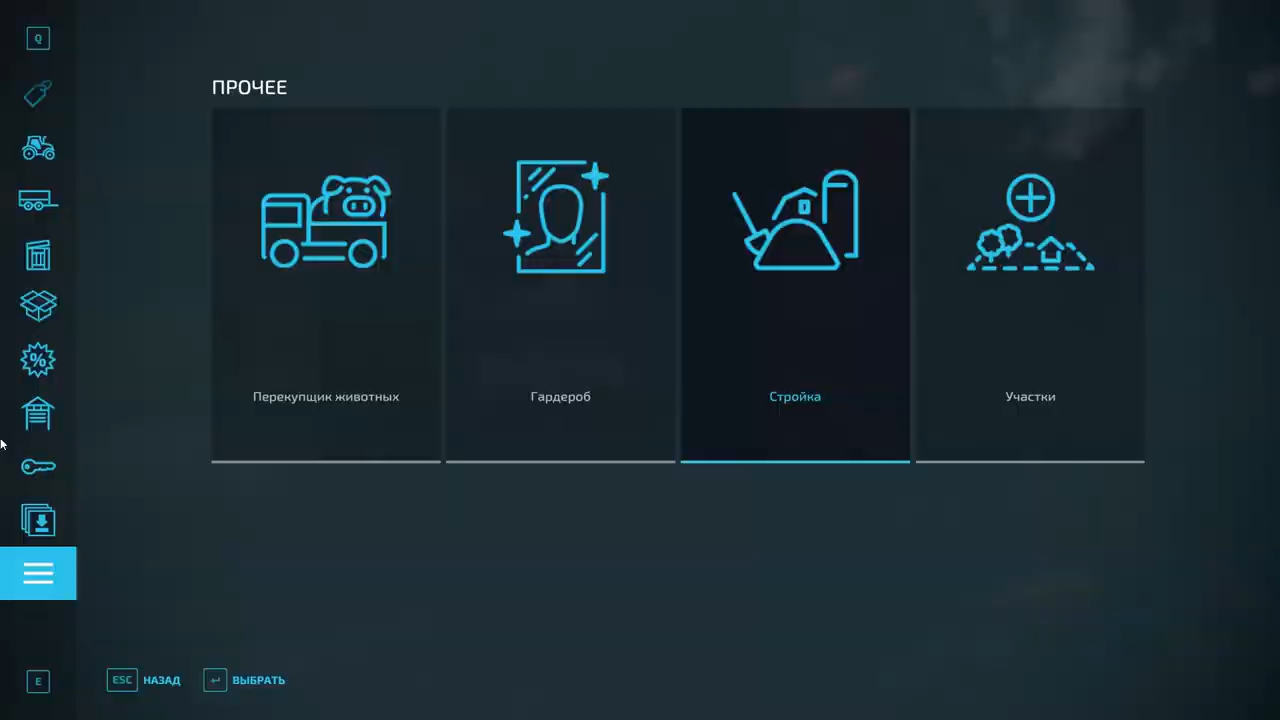 Q
ПРОЧЕЕ
%
Перекупщик животных
Гардероб
Стройка
Участки
E
ESC НАЗАД
ВЫБРАТЬ